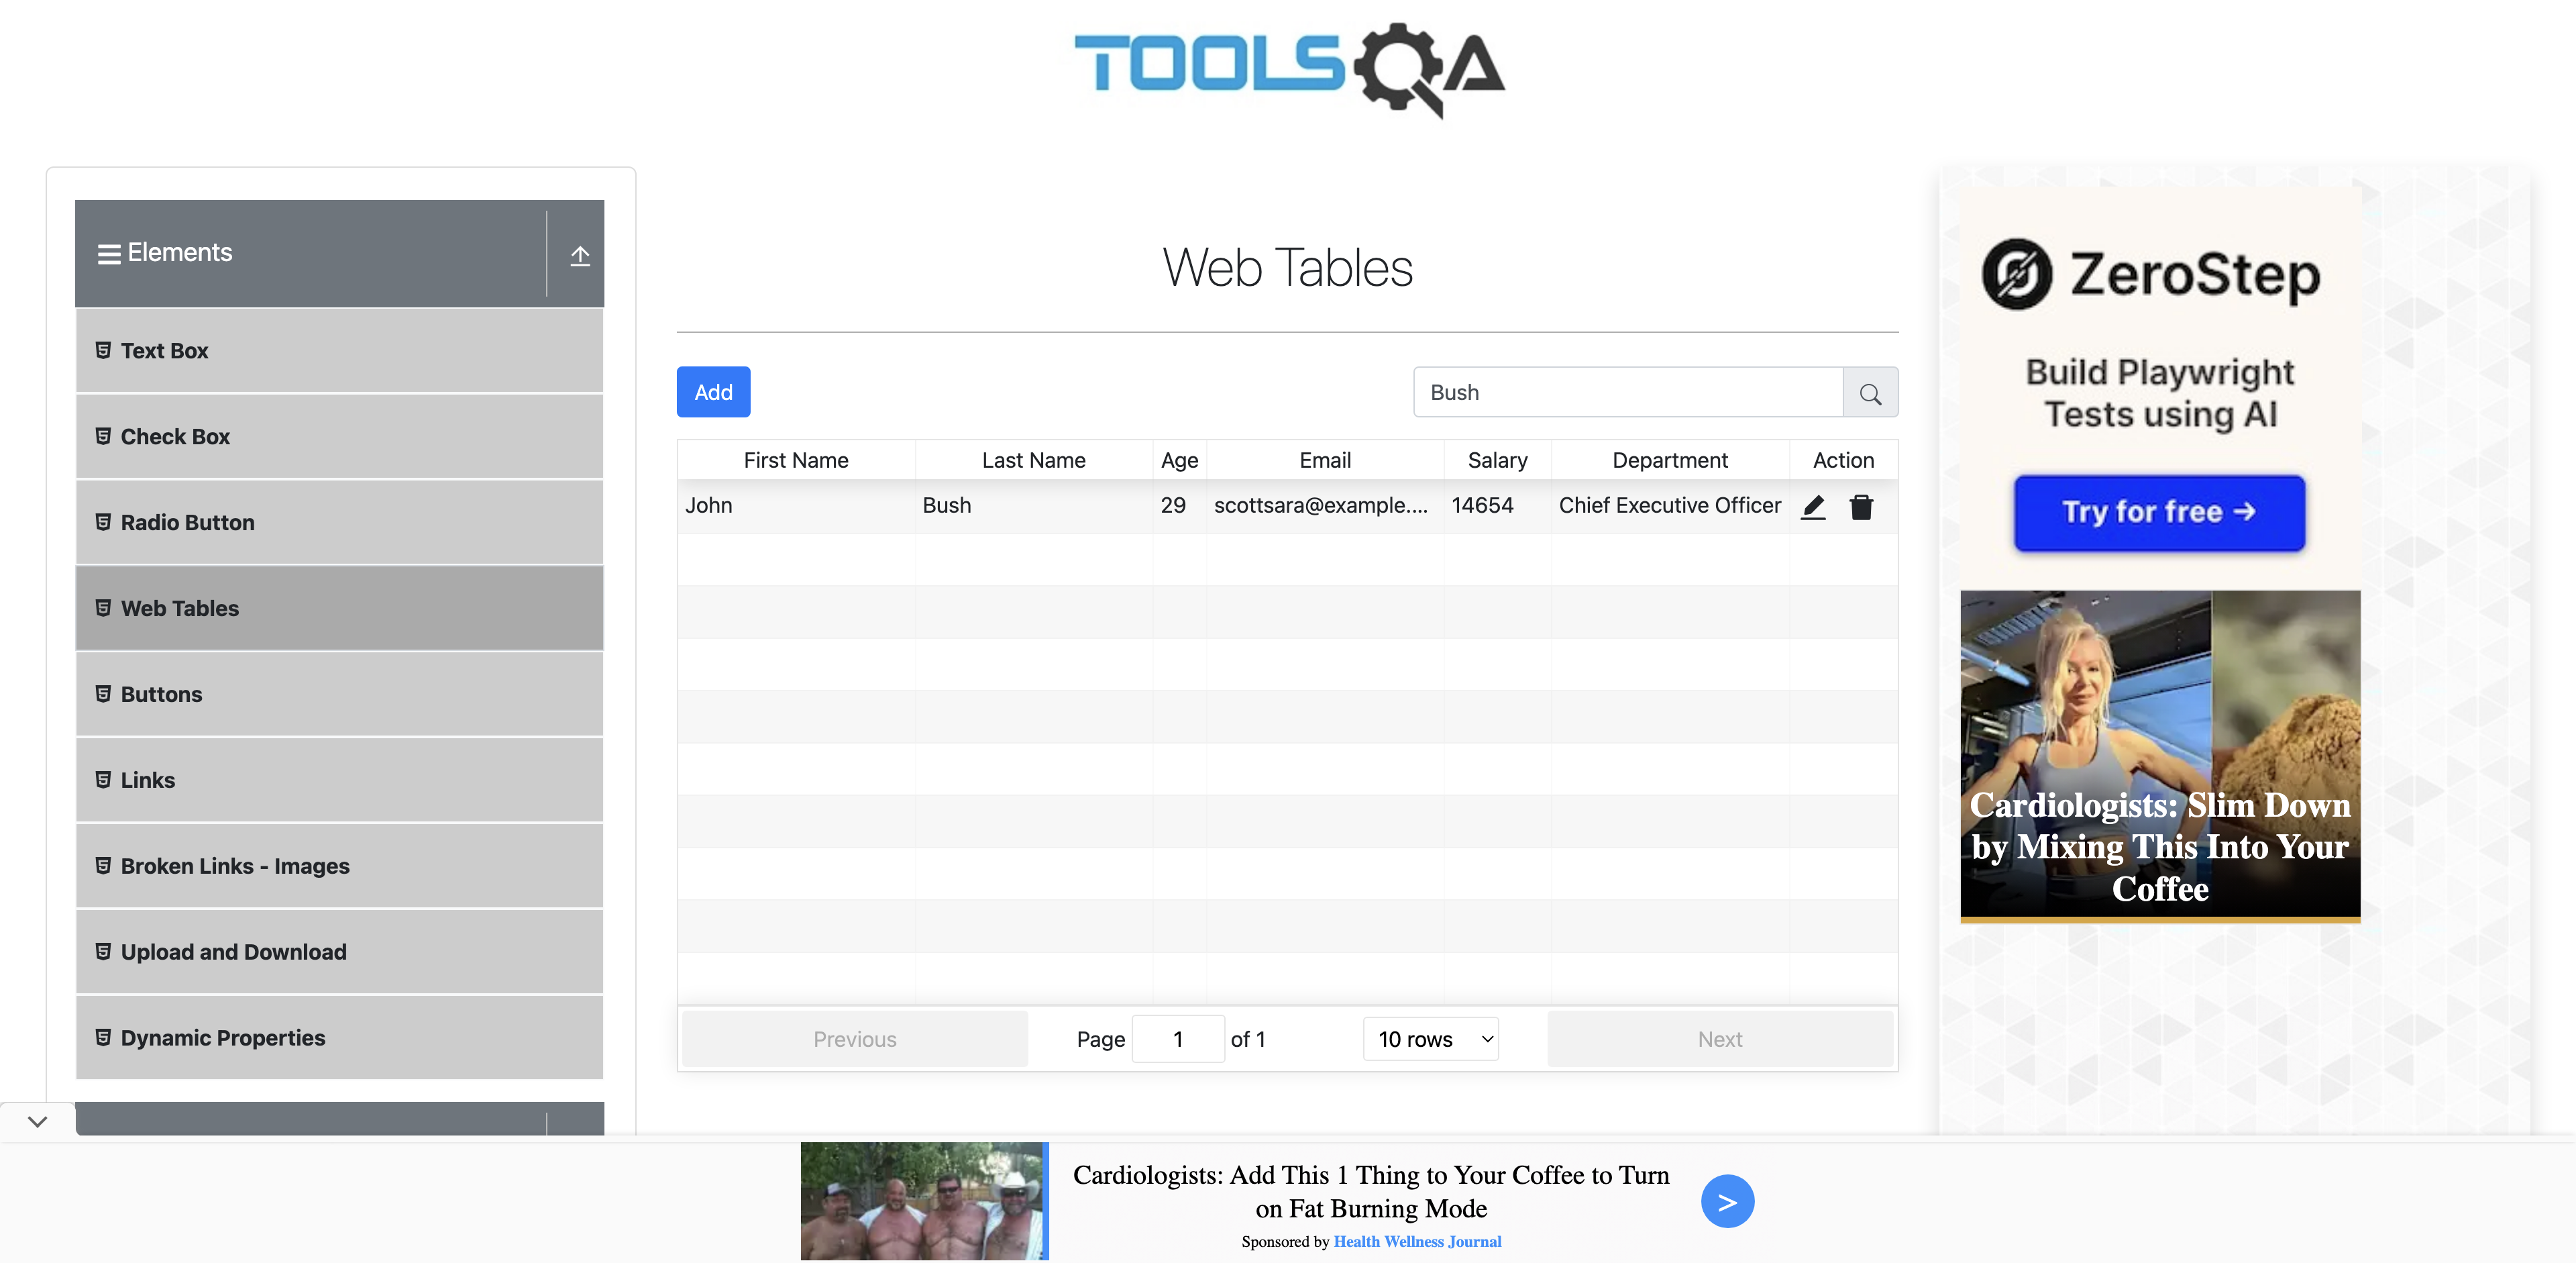 TOOLSQA
Elements
Text Box
Check Box
Radio Button
Web Tables
Buttons
Links
Broken Links - Images
Upload and Download
Dynamic Properties
Web Tables
Add
Bush
First Name Last Name Age Email Salary Department Action
John Bush 29 scottsara@example.... 14654 Chief Executive Officer
Previous Page 1 of 1 10 rows Next
ZeroStep
Build Playwright
Tests using AI
Try for free →
Cardiologists: Slim Down
by Mixing This Into Your
Coffee
Cardiologists: Add This 1 Thing to Your Coffee to Turn
on Fat Burning Mode
Sponsored by Health Wellness Journal
>